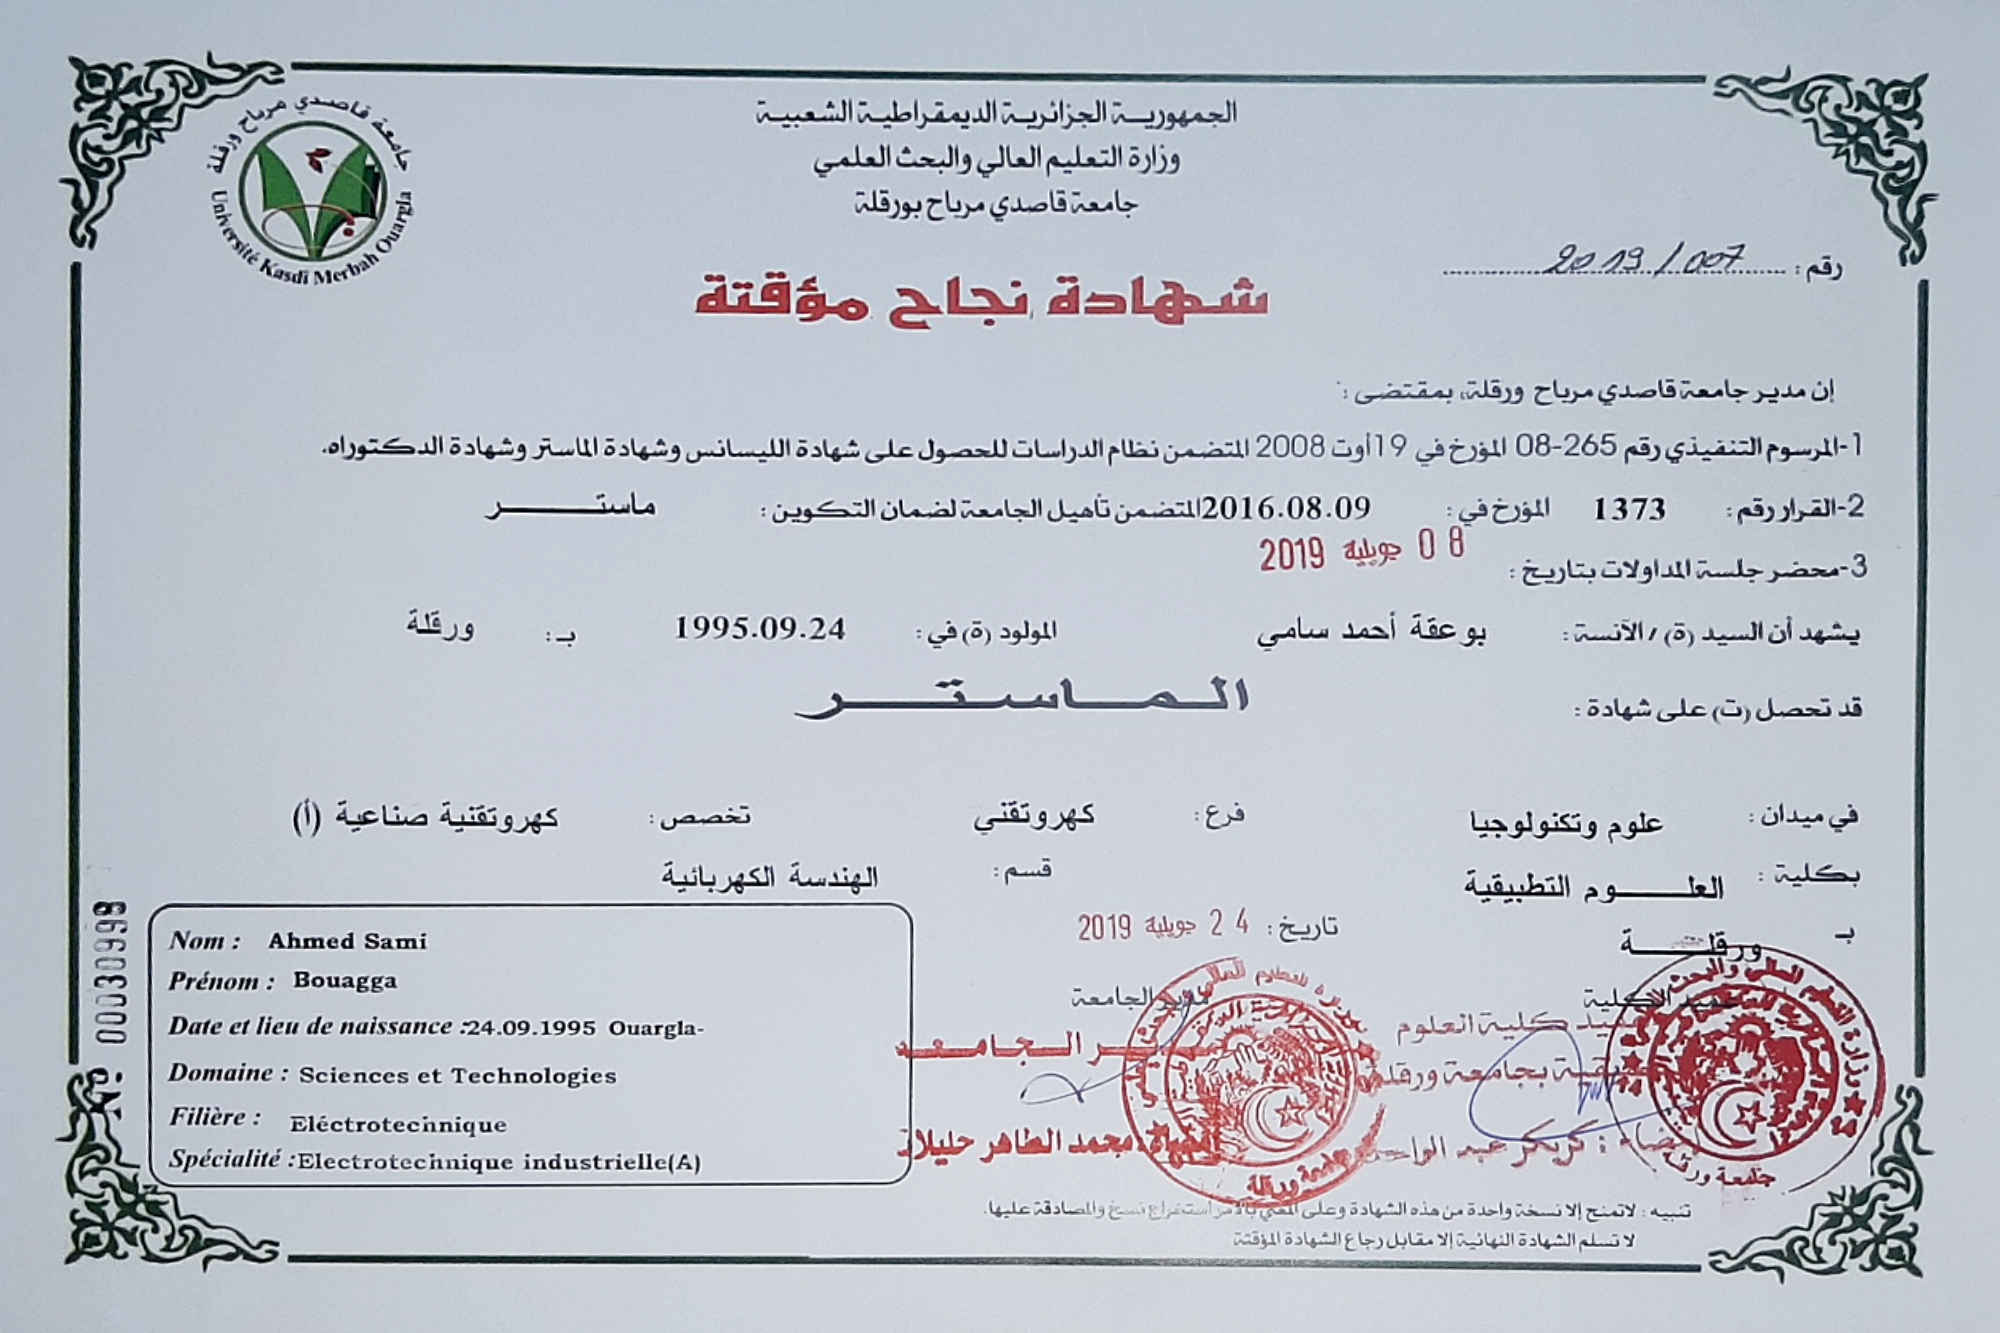 جامعة قاصدي مرباح ورقلة
Université Kasdi Merbah Ouargla
الجمهورية الجزائرية الديمقراطية الشعبية
وزارة التعليم العالي والبحث العلمي
جامعة قاصدي مرباح بورقلة
رقم : 2019/007
شهادة نجاح مؤقتة
إن مدير جامعة قاصدي مرباح ورقلة، بمقتضى :
1-المرسوم التنفيذي رقم 265-08 المؤرخ في 19أوت 2008 المتضمن نظام الدراسات للحصول على شهادة الليسانس وشهادة الماستر وشهادة الدكتوراه.
2-القرار رقم : 1373 المؤرخ في : 2016.08.09 المتضمن تأهيل الجامعة لضمان التكوين : ماستر
3-محضر جلسة المداولات بتاريخ : 08 جويلية 2019
يشهد أن السيد (ة) / الآنسة : بوعقة أحمد سامي المولود (ة) في : 1995.09.24 بـ : ورقلة
قد تحصل (ت) على شهادة : الماستر
في ميدان : علوم وتكنولوجيا فرع : كهروتقني تخصص : كهروتقنية صناعية (أ)
بكلية : العلوم التطبيقية قسم : الهندسة الكهربائية
بـ ورقلة تاريخ : 24 جويلية 2019
عميد الكلية مدير الجامعة
عميد كلية العلوم
بجامعة ورقلة
الجامعة
كريكر عبد
محمد الطاهر حليلات
جامعة ورقلة
جامعة ورقلة
Nom : Ahmed Sami
Prénom : Bouagga
Date et lieu de naissance :24.09.1995 Ouargla-
Domaine : Sciences et Technologies
Filière : Eléctrotechnique
Spécialité :Electrotechnique industrielle(A)
N° 00030998
تنبيه : لاتمنح إلا نسخة واحدة من هذه الشهادة وعلى المعني بالأمر استخراج نسخ والمصادقة عليها.
لا تسلم الشهادة النهائية إلا مقابل رجاع الشهادة المؤقتة